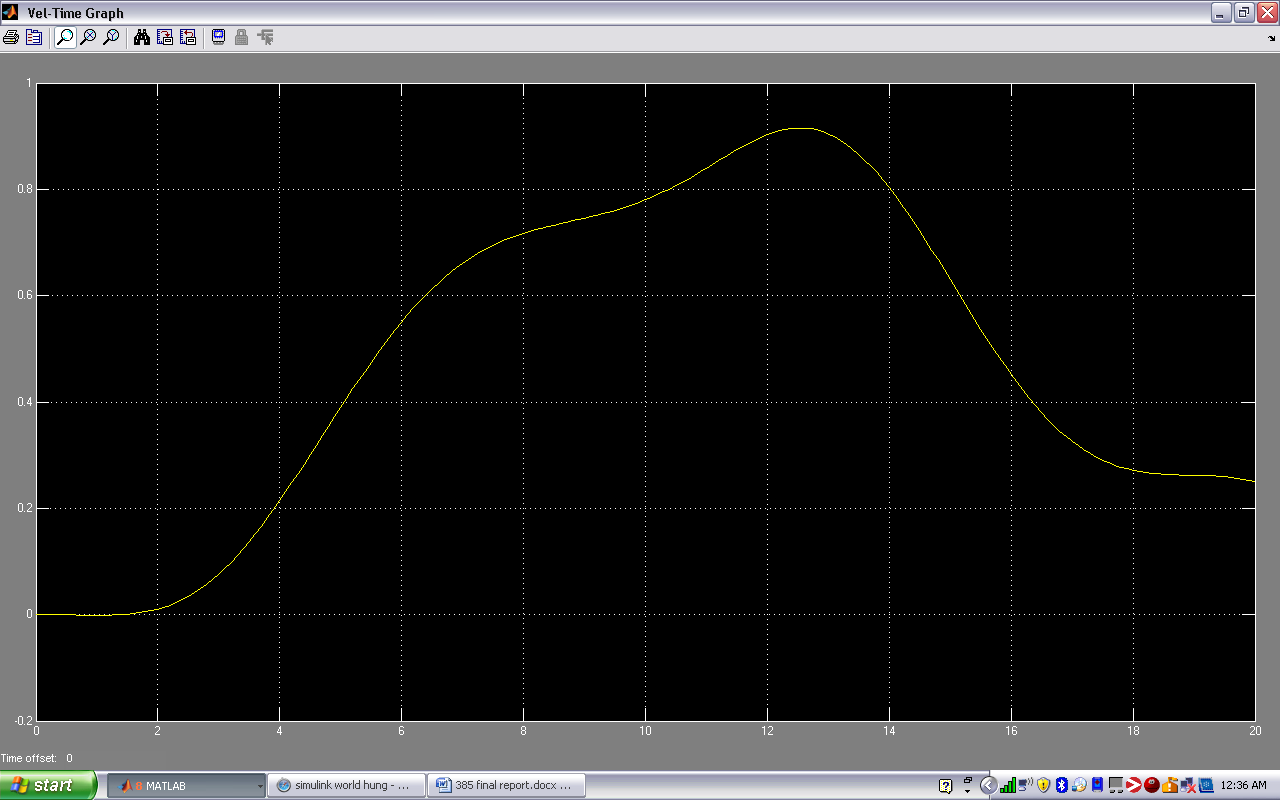 Vel-Time Graph
1
0.8
0.6
0.4
0.2
0
-0.2
0 2 4 6 8 10 12 14 16 18 20
Time offset: 0
start
8 MATLAB
simulink world hung - ...
385 final report.docx ...
12:36 AM